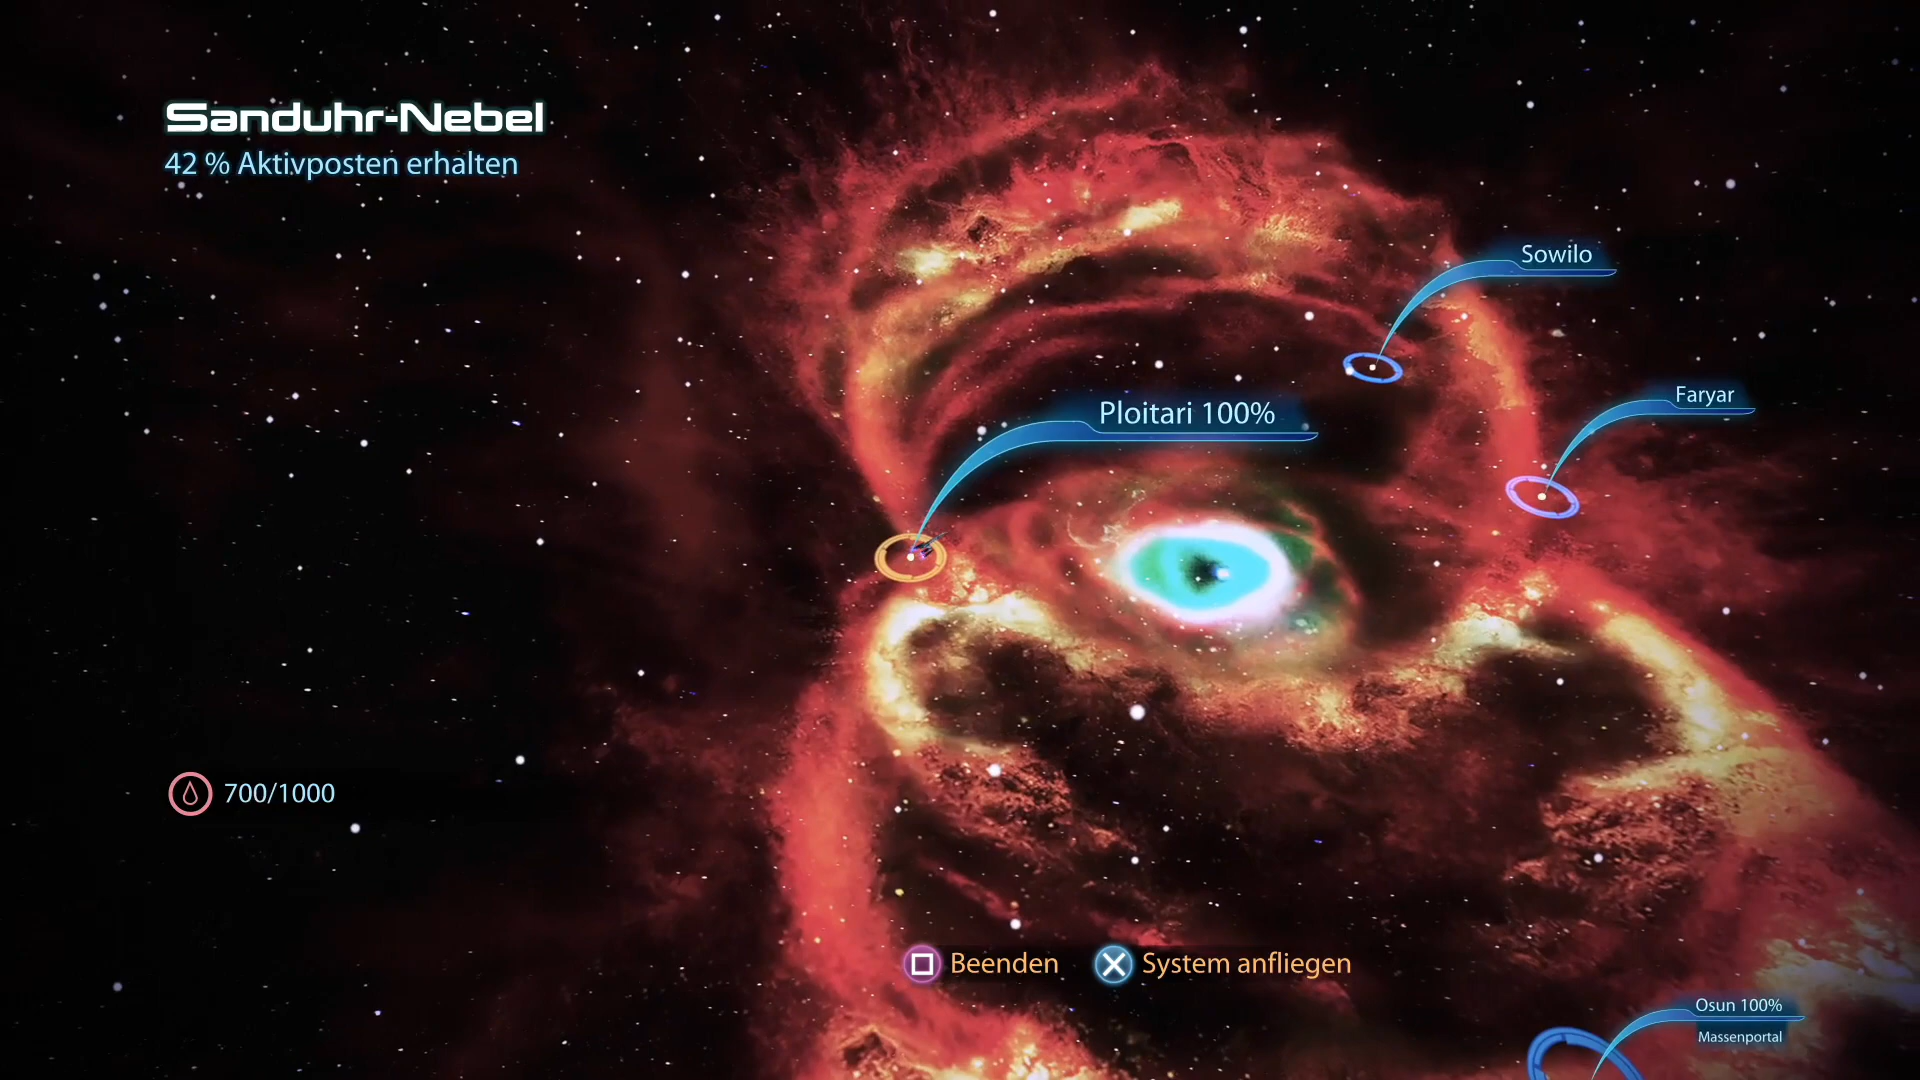 Sanduhr-Nebel
42 % Aktivposten erhalten
Sowilo
Faryar
Ploitari 100%
700/1000
Beenden
System anfliegen
Osun 100%
Massenportal